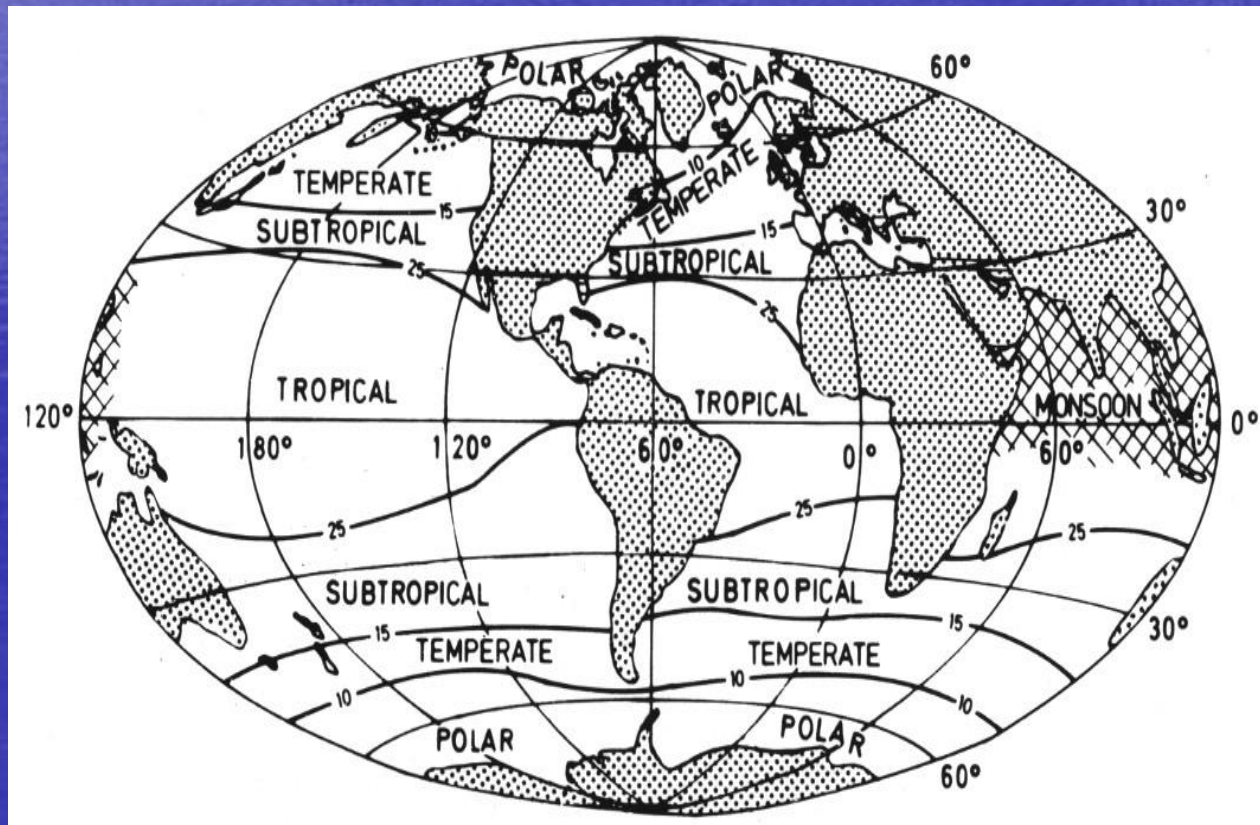 POLAR
POLAR
60°
10
TEMPERATE
TEMPERATE
15
15
30°
SUBTROPICAL
SUBTROPICAL
25
25
TROPICAL
TROPICAL
MONSOON
120°
0°
180°
120°
60°
0°
60°
25
25
25
SUBTROPICAL
SUBTROPICAL
15
15
30°
TEMPERATE
TEMPERATE
10
10
10
POLAR
POLAR
60°